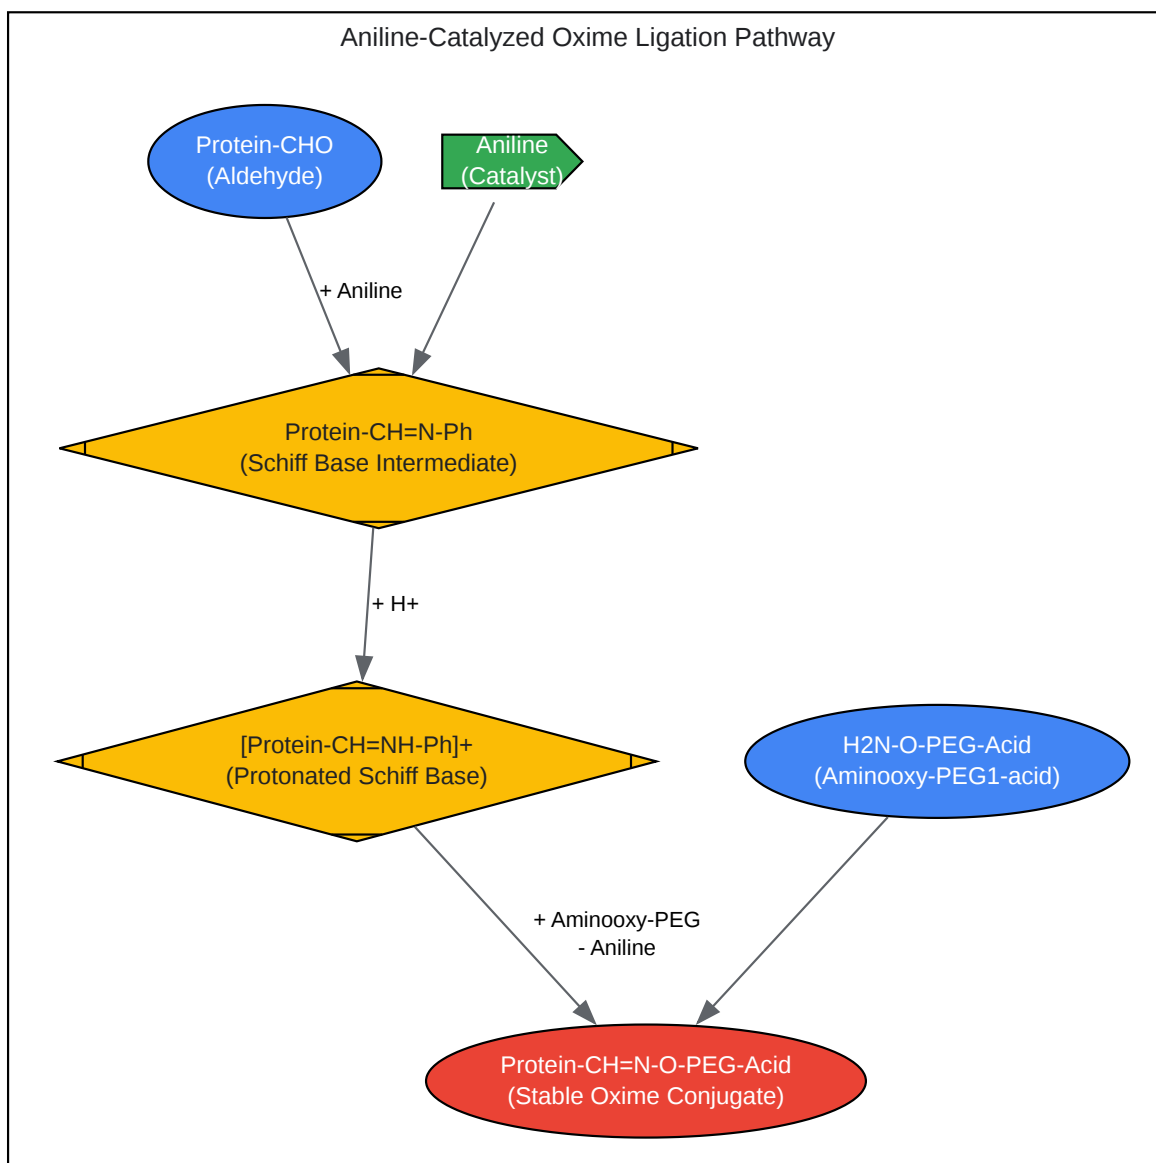 Aniline-Catalyzed Oxime Ligation Pathway
Protein-CHO
(Aldehyde)
Aniline
(Catalyst)
+ Aniline
Protein-CH=N-Ph
(Schiff Base Intermediate)
+ H+
[Protein-CH=NH-Ph]+
(Protonated Schiff Base)
H2N-O-PEG-Acid
(Aminooxy-PEG1-acid)
+ Aminooxy-PEG
- Aniline
Protein-CH=N-O-PEG-Acid
(Stable Oxime Conjugate)